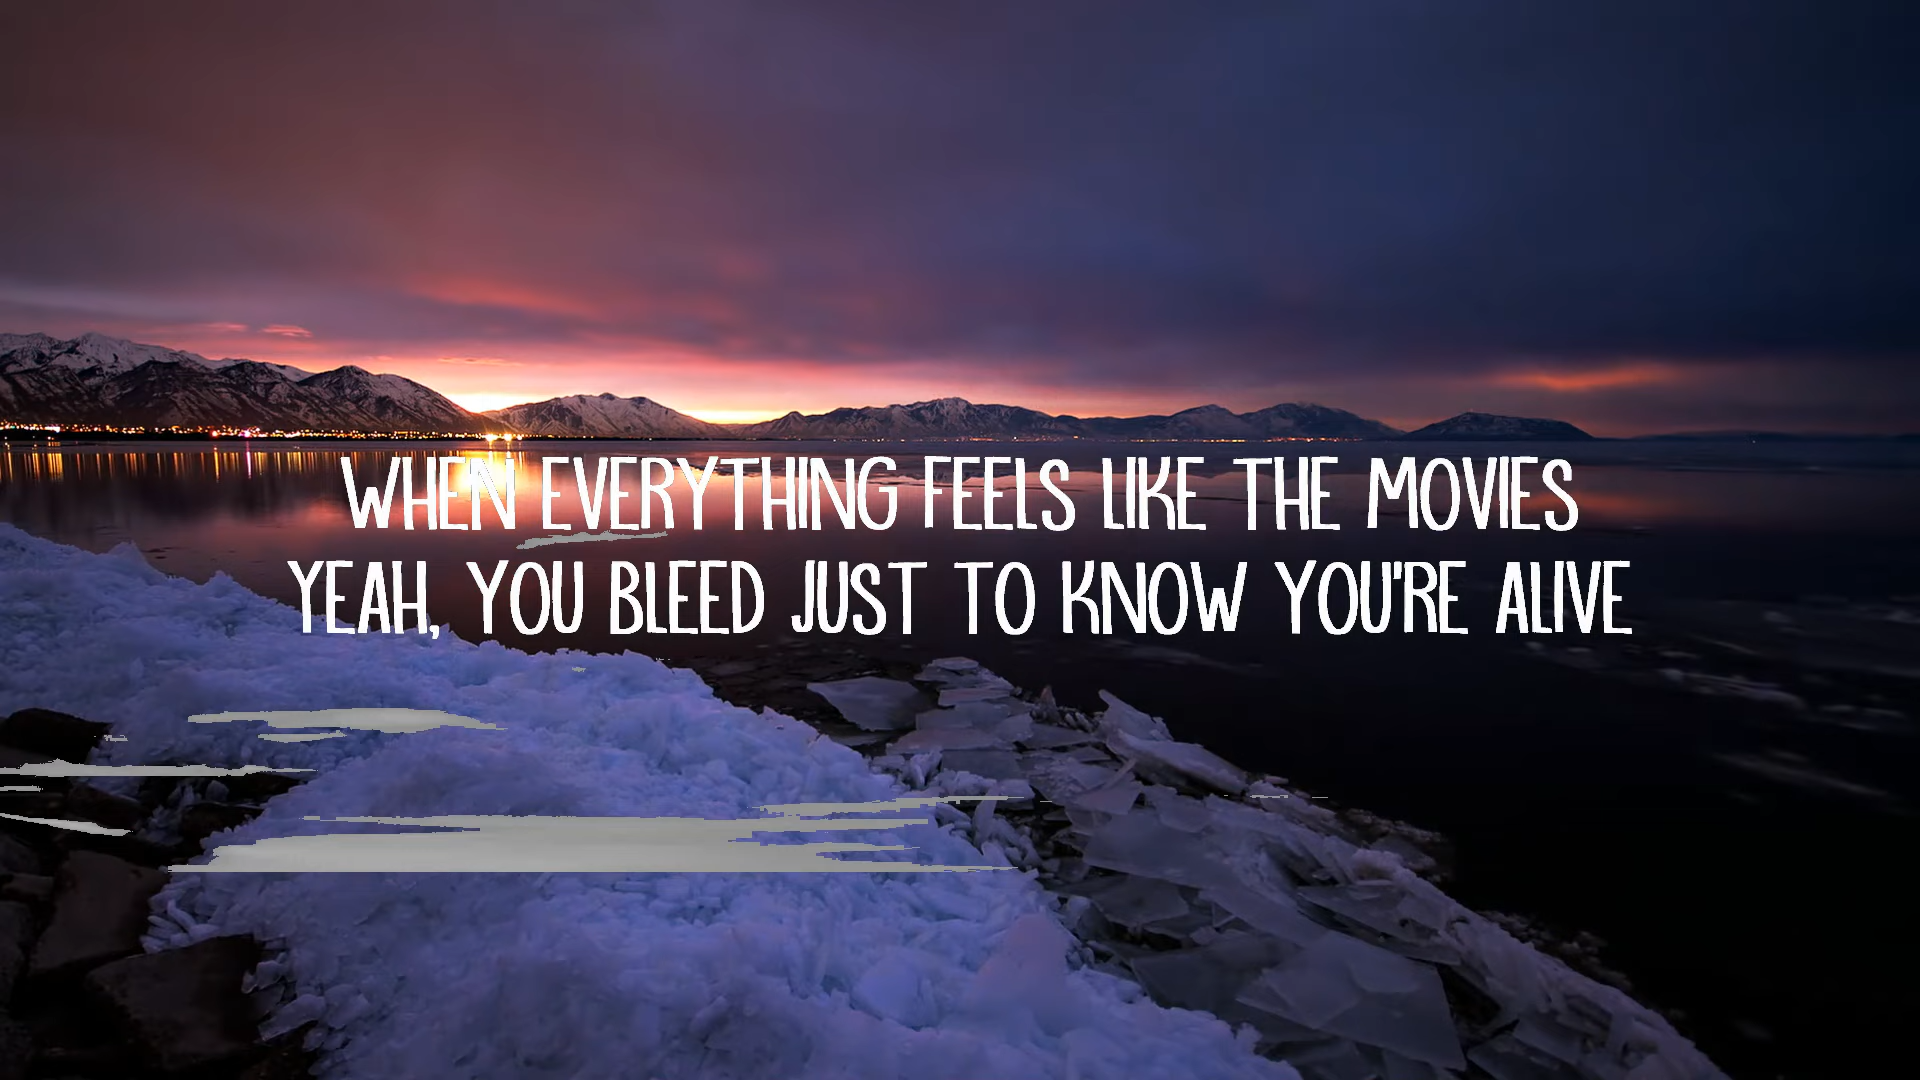 WHEN EVERYTHING FEELS LIKE THE MOVIES
YEAH, YOU BLEED JUST TO KNOW YOU'RE ALIVE